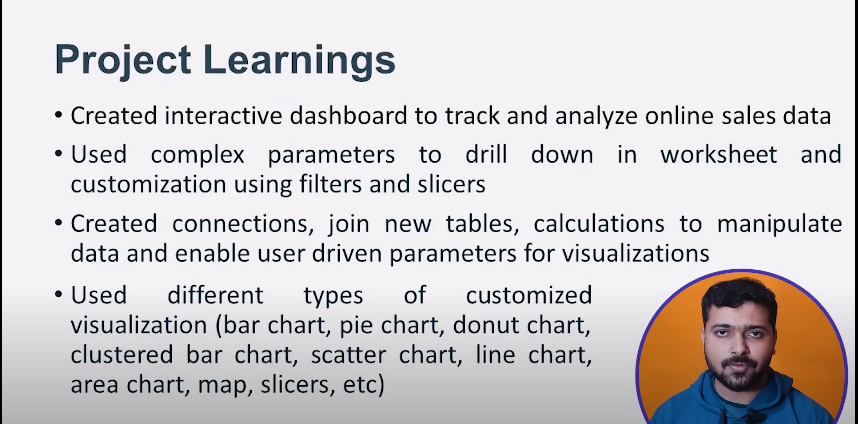 Project Learnings
• Created interactive dashboard to track and analyze online sales data
• Used complex parameters to drill down in worksheet and
customization using filters and slicers
• Created connections, join new tables, calculations to manipulate
data and enable user driven parameters for visualizations
• Used different types of customized
visualization (bar chart, pie chart, donut chart,
clustered bar chart, scatter chart, line chart,
area chart, map, slicers, etc)